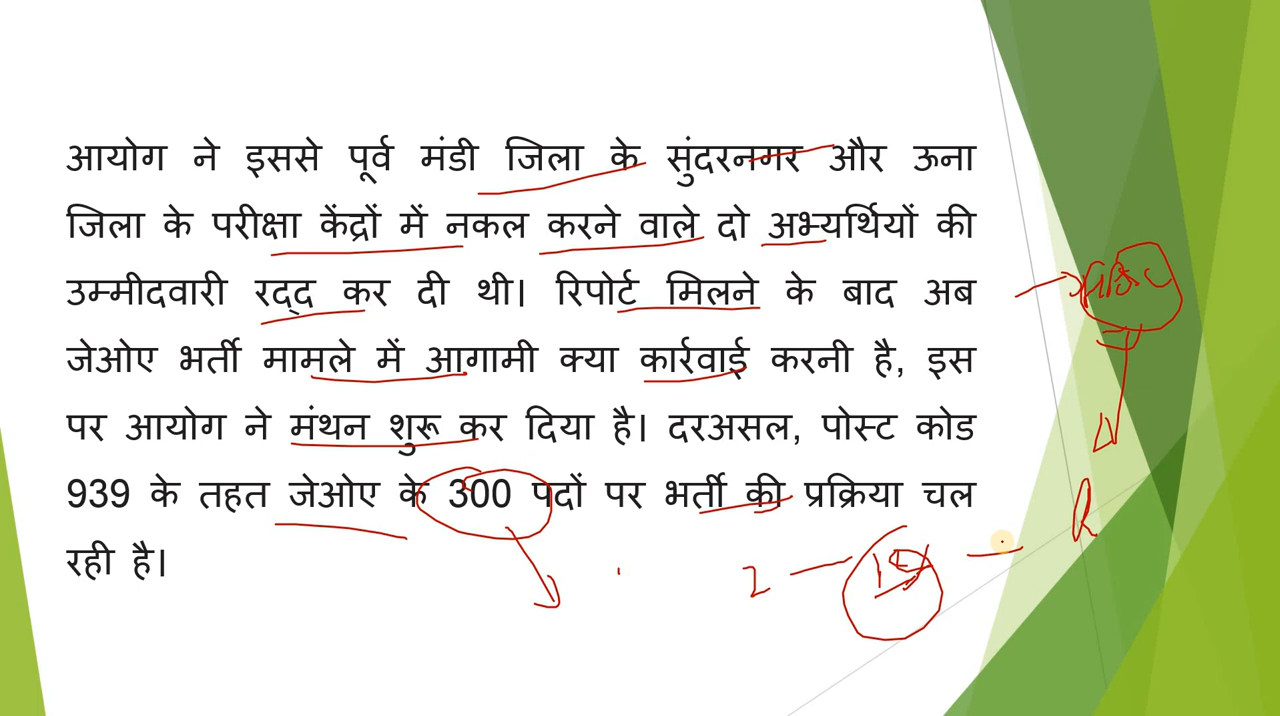 आयोग ने इससे पूर्व मंडी जिला के सुंदरनगर और ऊना
जिला के परीक्षा केंद्रों में नकल करने वाले दो अभ्यर्थियों की
उम्मीदवारी रद्द कर दी थी। रिपोर्ट मिलने के बाद अब
जेओए भर्ती मामले में आगामी क्या कार्रवाई करनी है, इस
पर आयोग ने मंथन शुरू कर दिया है। दरअसल, पोस्ट कोड
939 के तहत जेओए के 300 पदों पर भर्ती की प्रक्रिया चल
रही है।